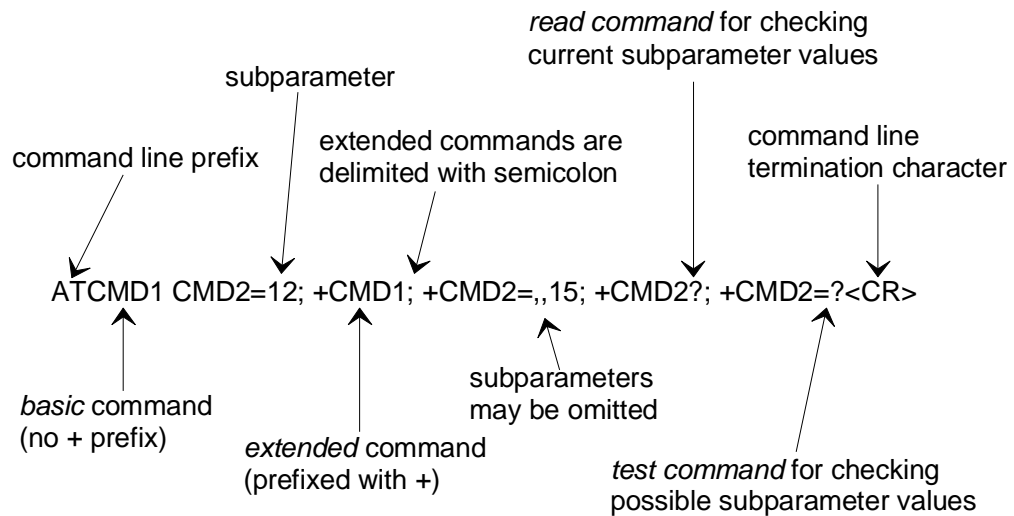 read command for checking
current subparameter values
subparameter
extended commands are
delimited with semicolon
command line
termination character
command line prefix
ATCMD1 CMD2=12; +CMD1; +CMD2=,,15; +CMD2?; +CMD2=?<CR>
basic command
(no + prefix)
extended command
(prefixed with +)
subparameters
may be omitted
test command for checking
possible subparameter values